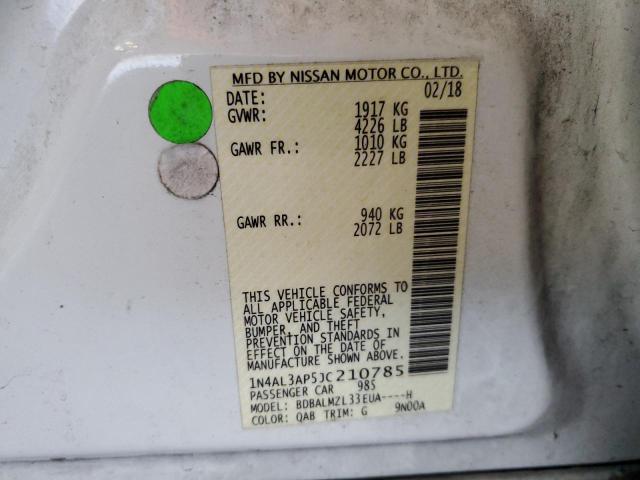 MFD BY NISSAN MOTOR CO., LTD.
DATE: 02/18
GVWR: 1917 KG
4226 LB
GAWR FR.: 1010 KG
2227 LB
GAWR RR.: 940 KG
2072 LB
THIS VEHICLE CONFORMS TO
ALL APPLICABLE FEDERAL
MOTOR VEHICLE SAFETY,
BUMPER, AND THEFT
PREVENTION STANDARDS IN
EFFECT ON THE DATE OF
MANUFACTURE SHOWN ABOVE.
1N4AL3AP5JC210785
PASSENGER CAR 985
MODEL: BDBALMZL33EUA----H
COLOR: QAB TRIM: G 9N00A